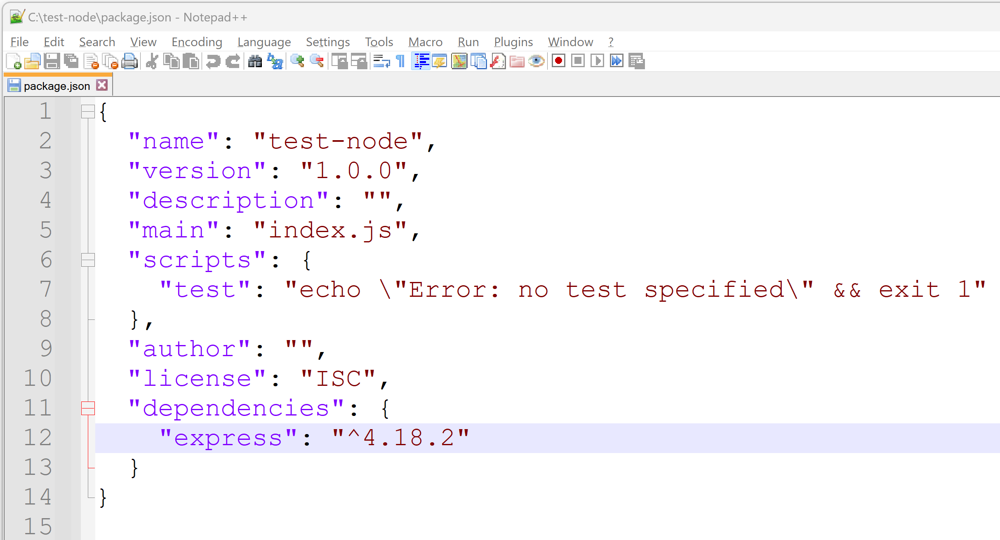 C:\test-node\package.json - Notepad++
File Edit Search View Encoding Language Settings Tools Macro Run Plugins Window ?
package.json
1 {
2   "name": "test-node",
3   "version": "1.0.0",
4   "description": "",
5   "main": "index.js",
6   "scripts": {
7     "test": "echo \"Error: no test specified\" && exit 1"
8   },
9   "author": "",
10   "license": "ISC",
11   "dependencies": {
12     "express": "^4.18.2"
13   }
14 }
15